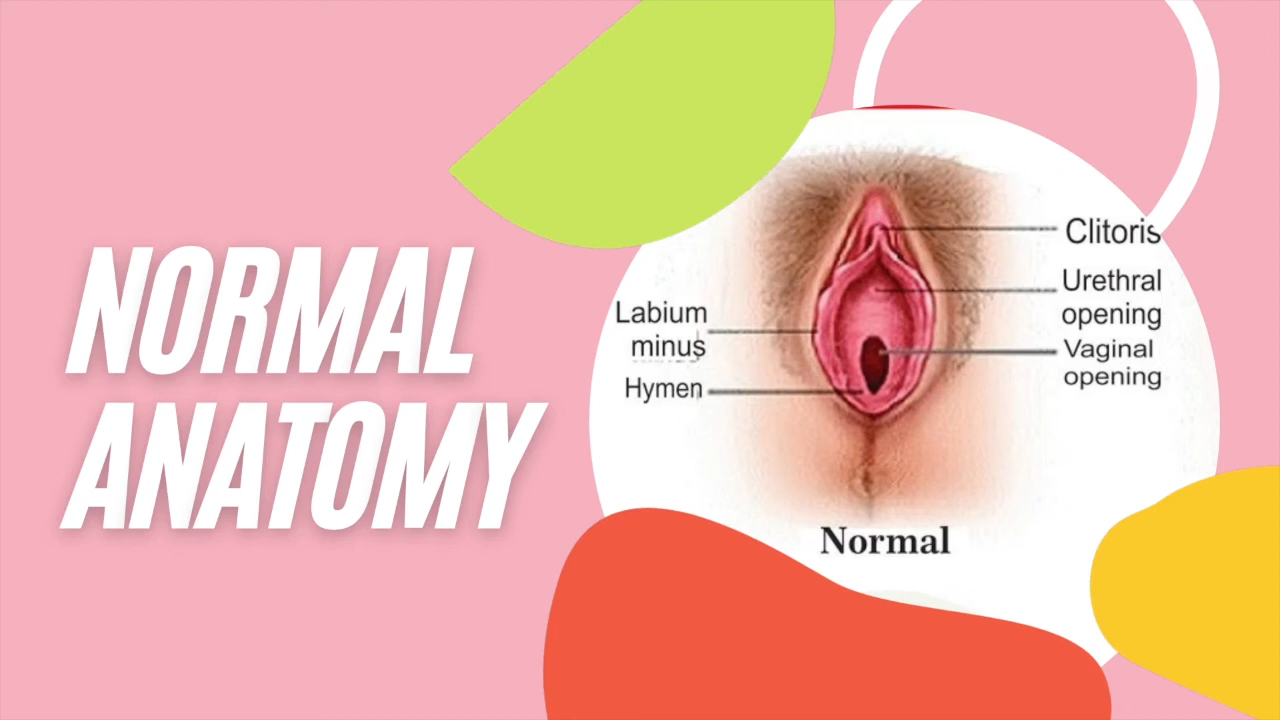 NORMAL
ANATOMY
Labium
minus
Hymen
Clitoris
Urethral
opening
Vaginal
opening
Normal